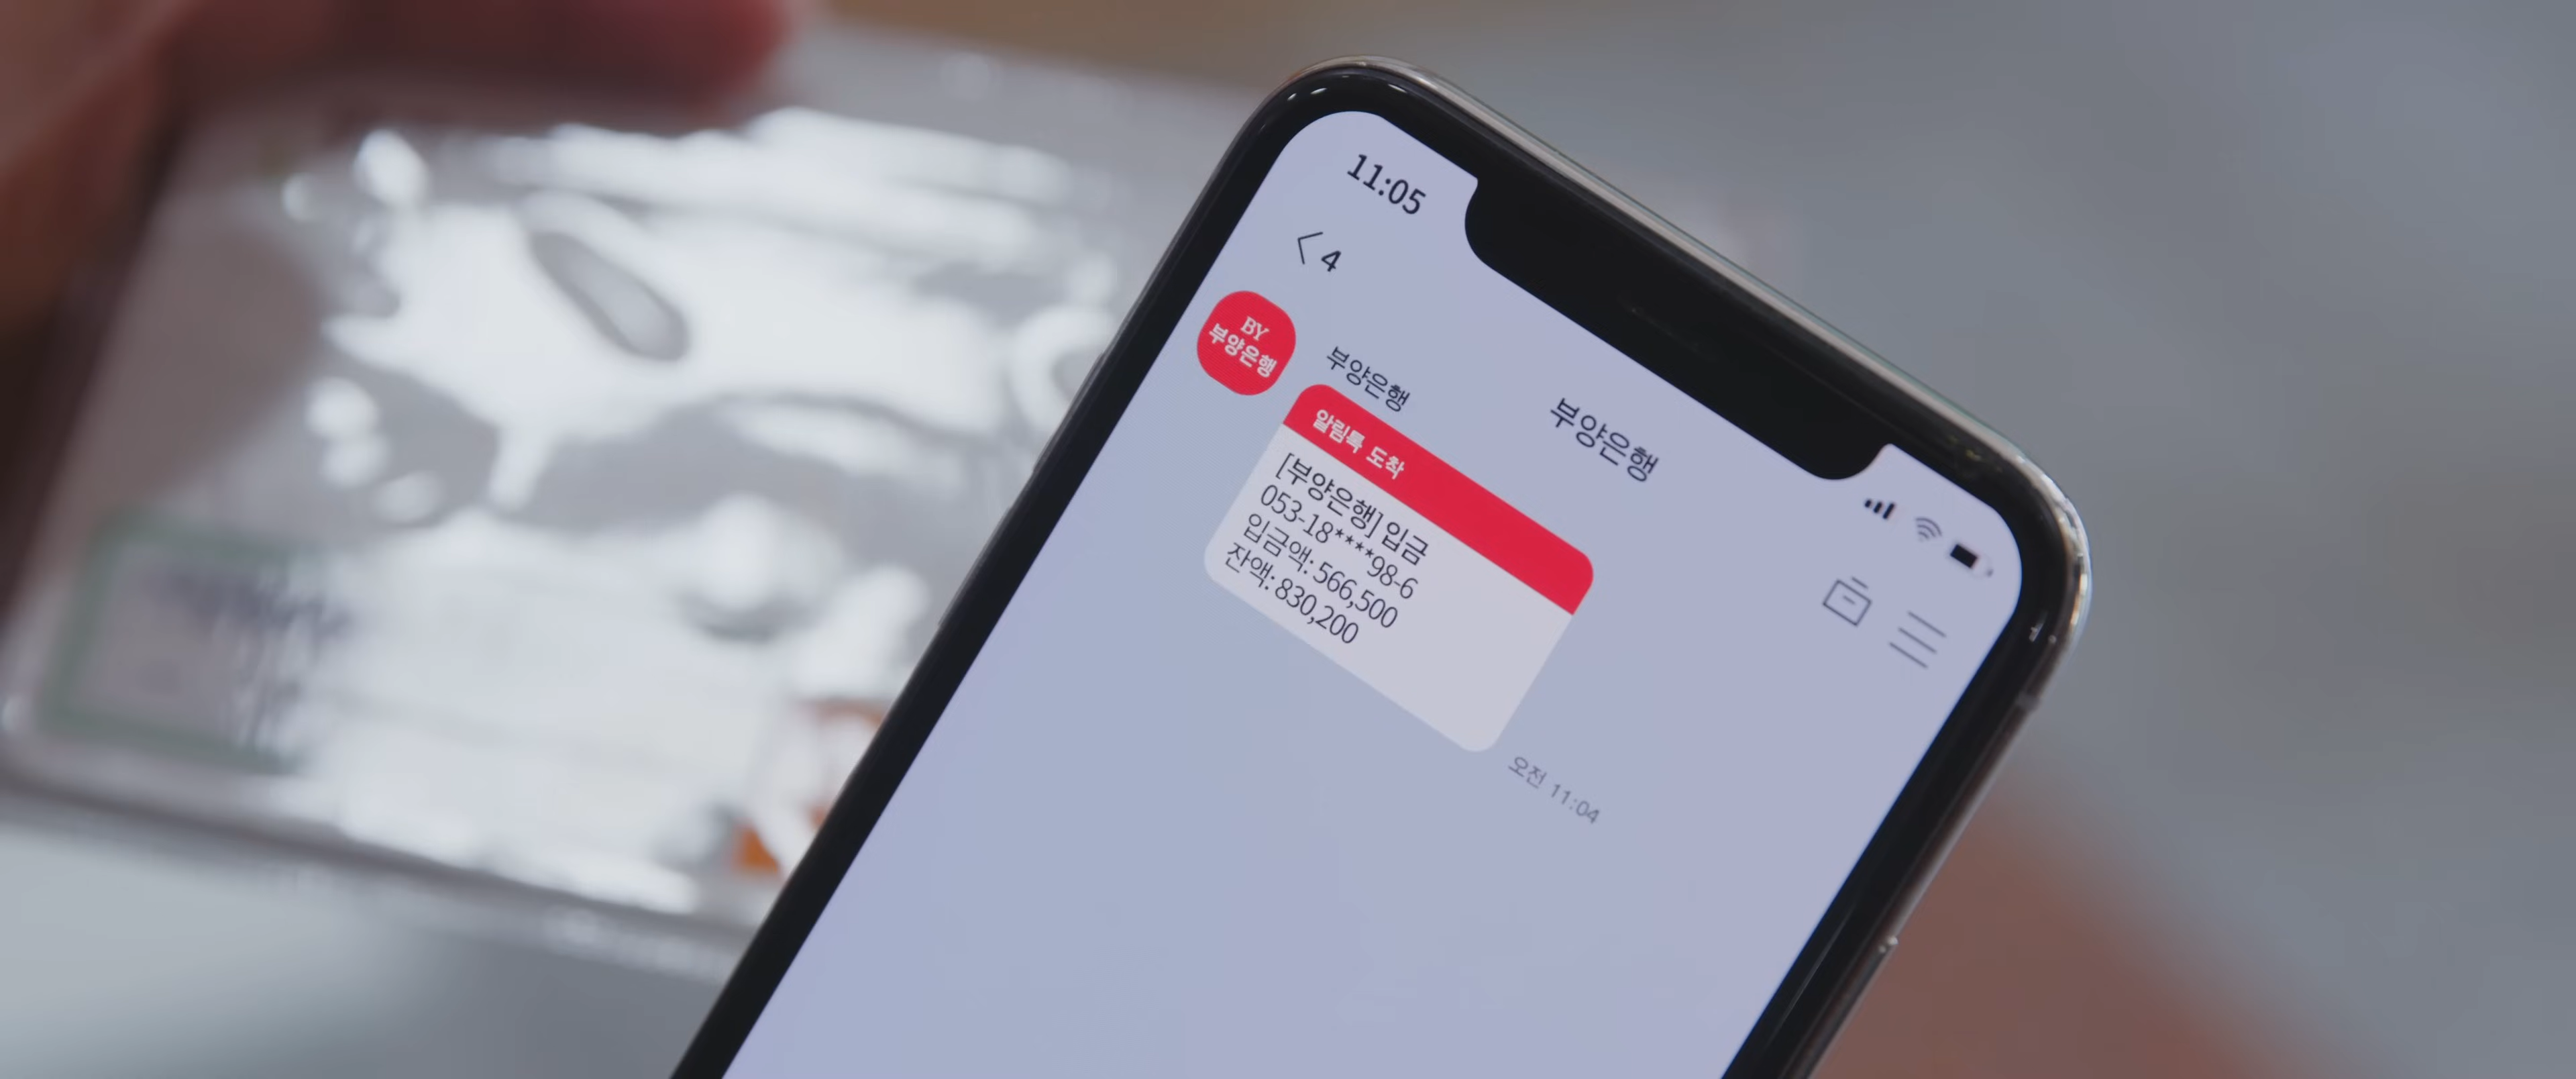 11:05
4
부양은행
BY
부양은행
부양은행
알림톡 도착
[부양은행] 입금
053-18****98-6
입금액: 566,500
잔액: 830,200
오전 11:04